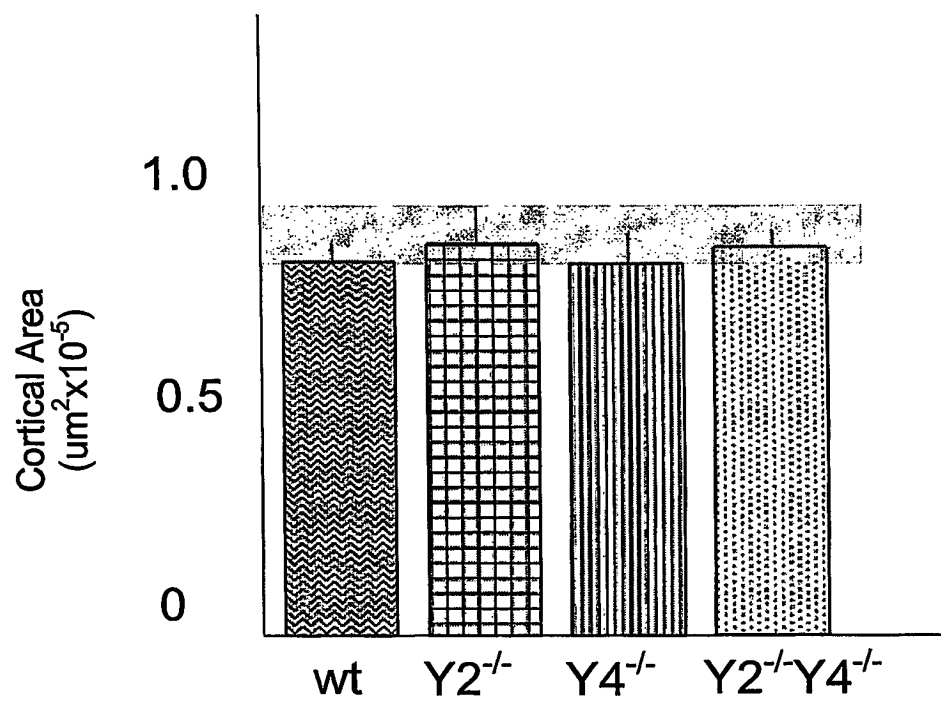 1.0
0.5
0
Cortical Area
(um²x10⁻⁵)
wt Y2⁻/⁻ Y4⁻/⁻ Y2⁻/⁻Y4⁻/⁻